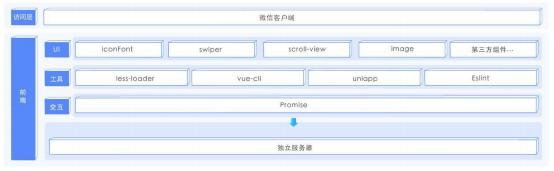 访问层
微信客户端
前端
UI
iconFont
swiper
scroll-view
image
第三方组件...
工具
less-loader
vue-cli
uniapp
Eslint
交互
Promise
独立服务器